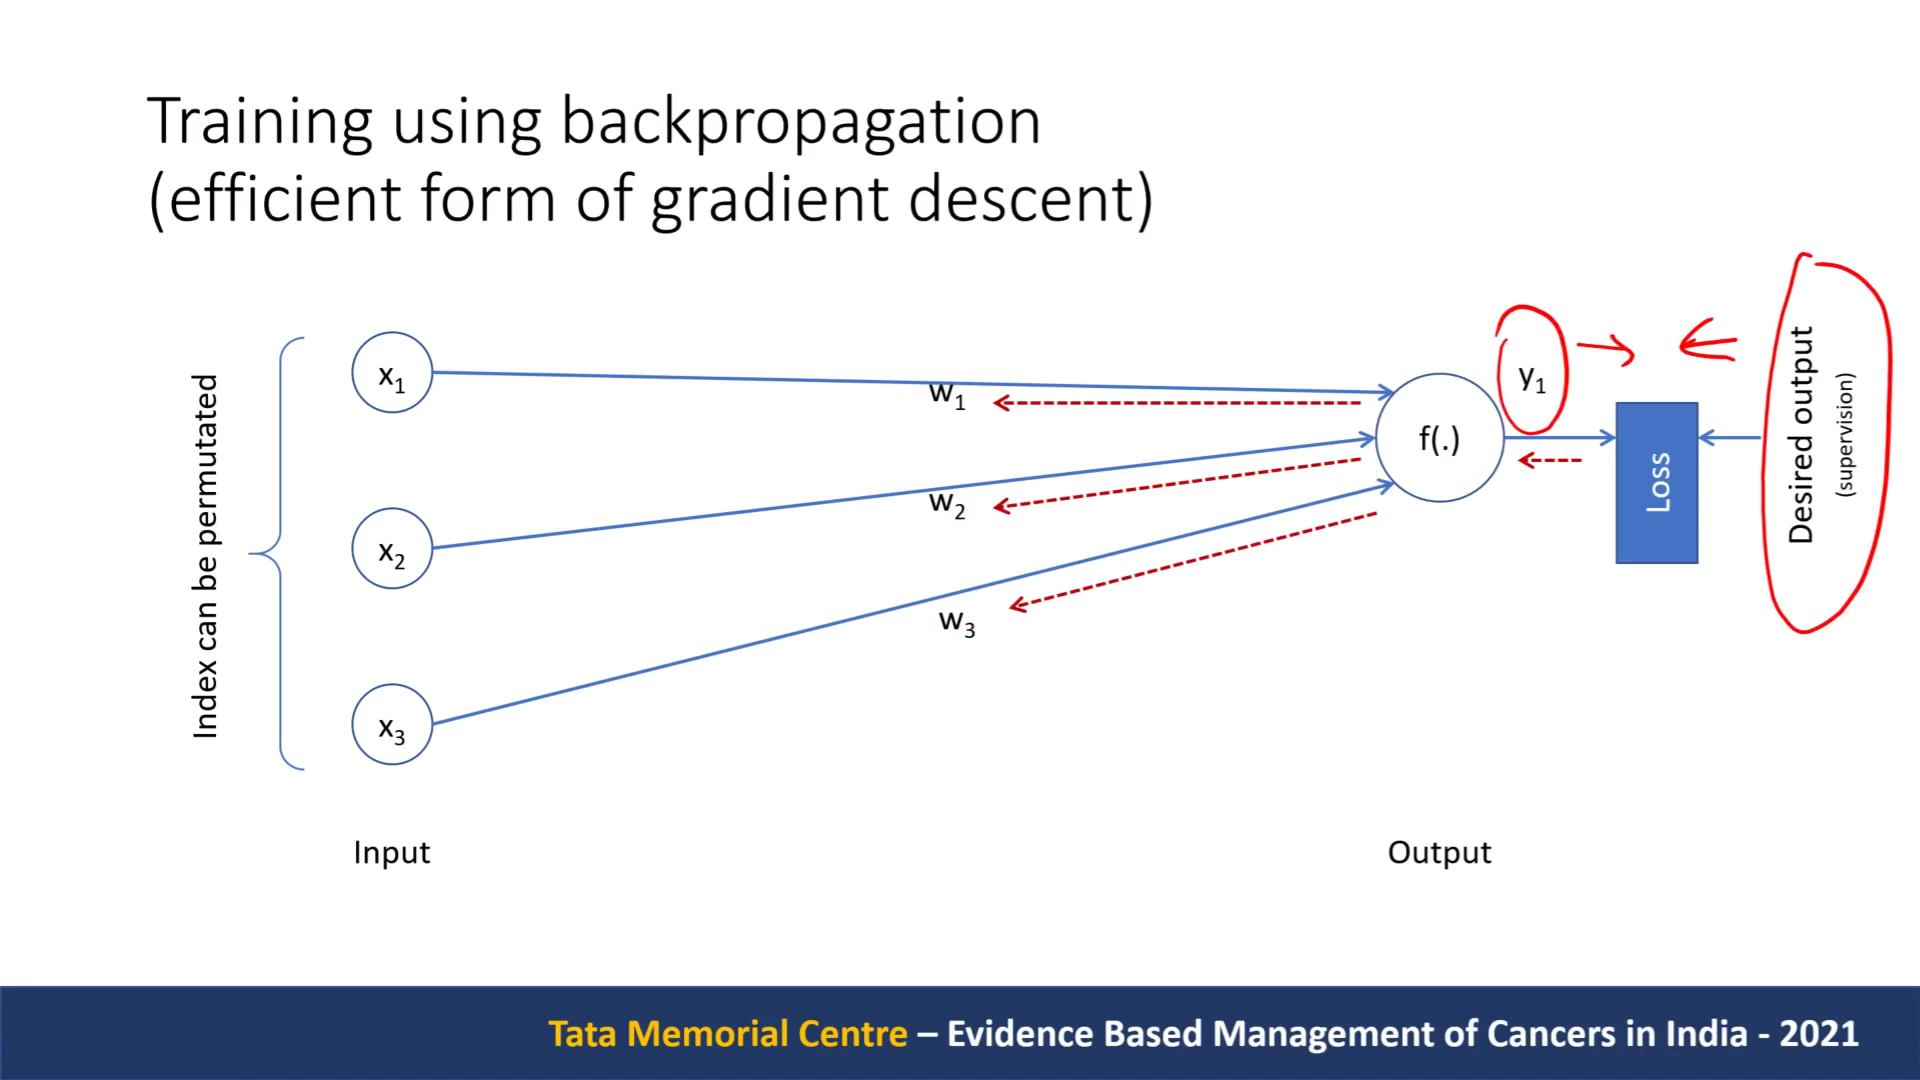 Training using backpropagation
(efficient form of gradient descent)
Index can be permutated
x1
x2
x3
w1
w2
w3
f(.)
y1
Loss
Desired output
(supervision)
Input
Output
Tata Memorial Centre – Evidence Based Management of Cancers in India - 2021